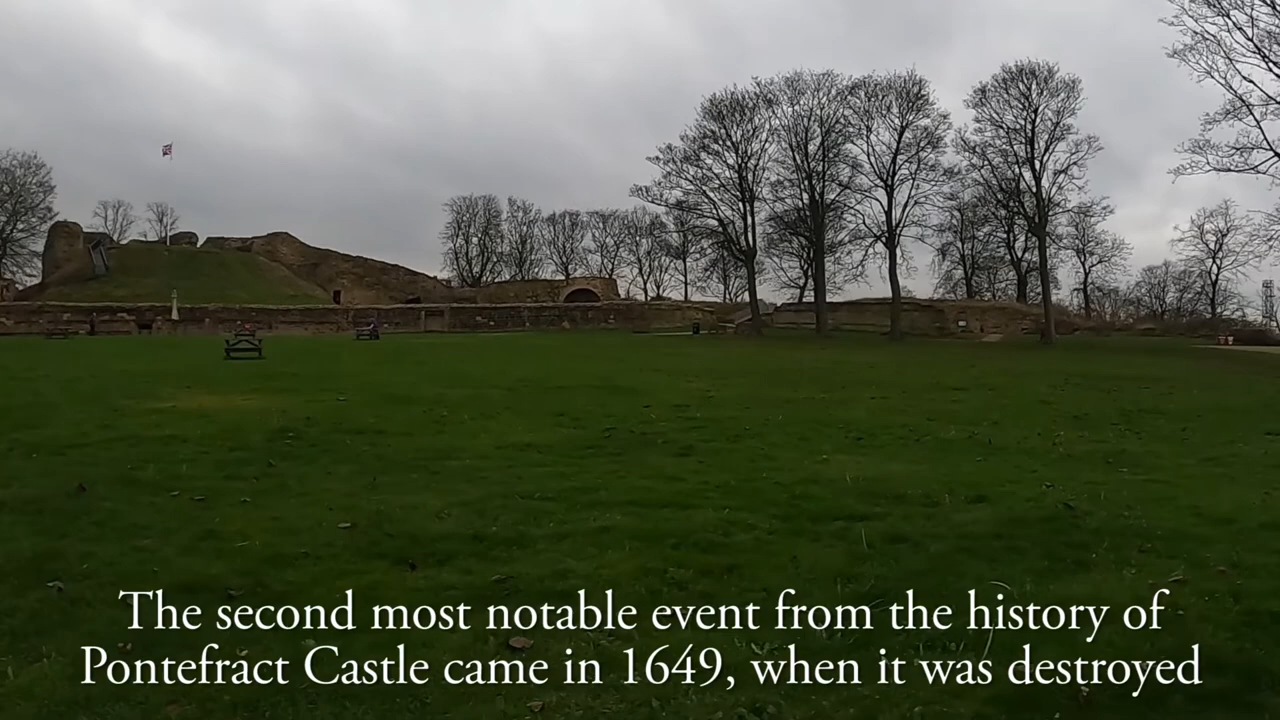 The second most notable event from the history of
Pontefract Castle came in 1649, when it was destroyed